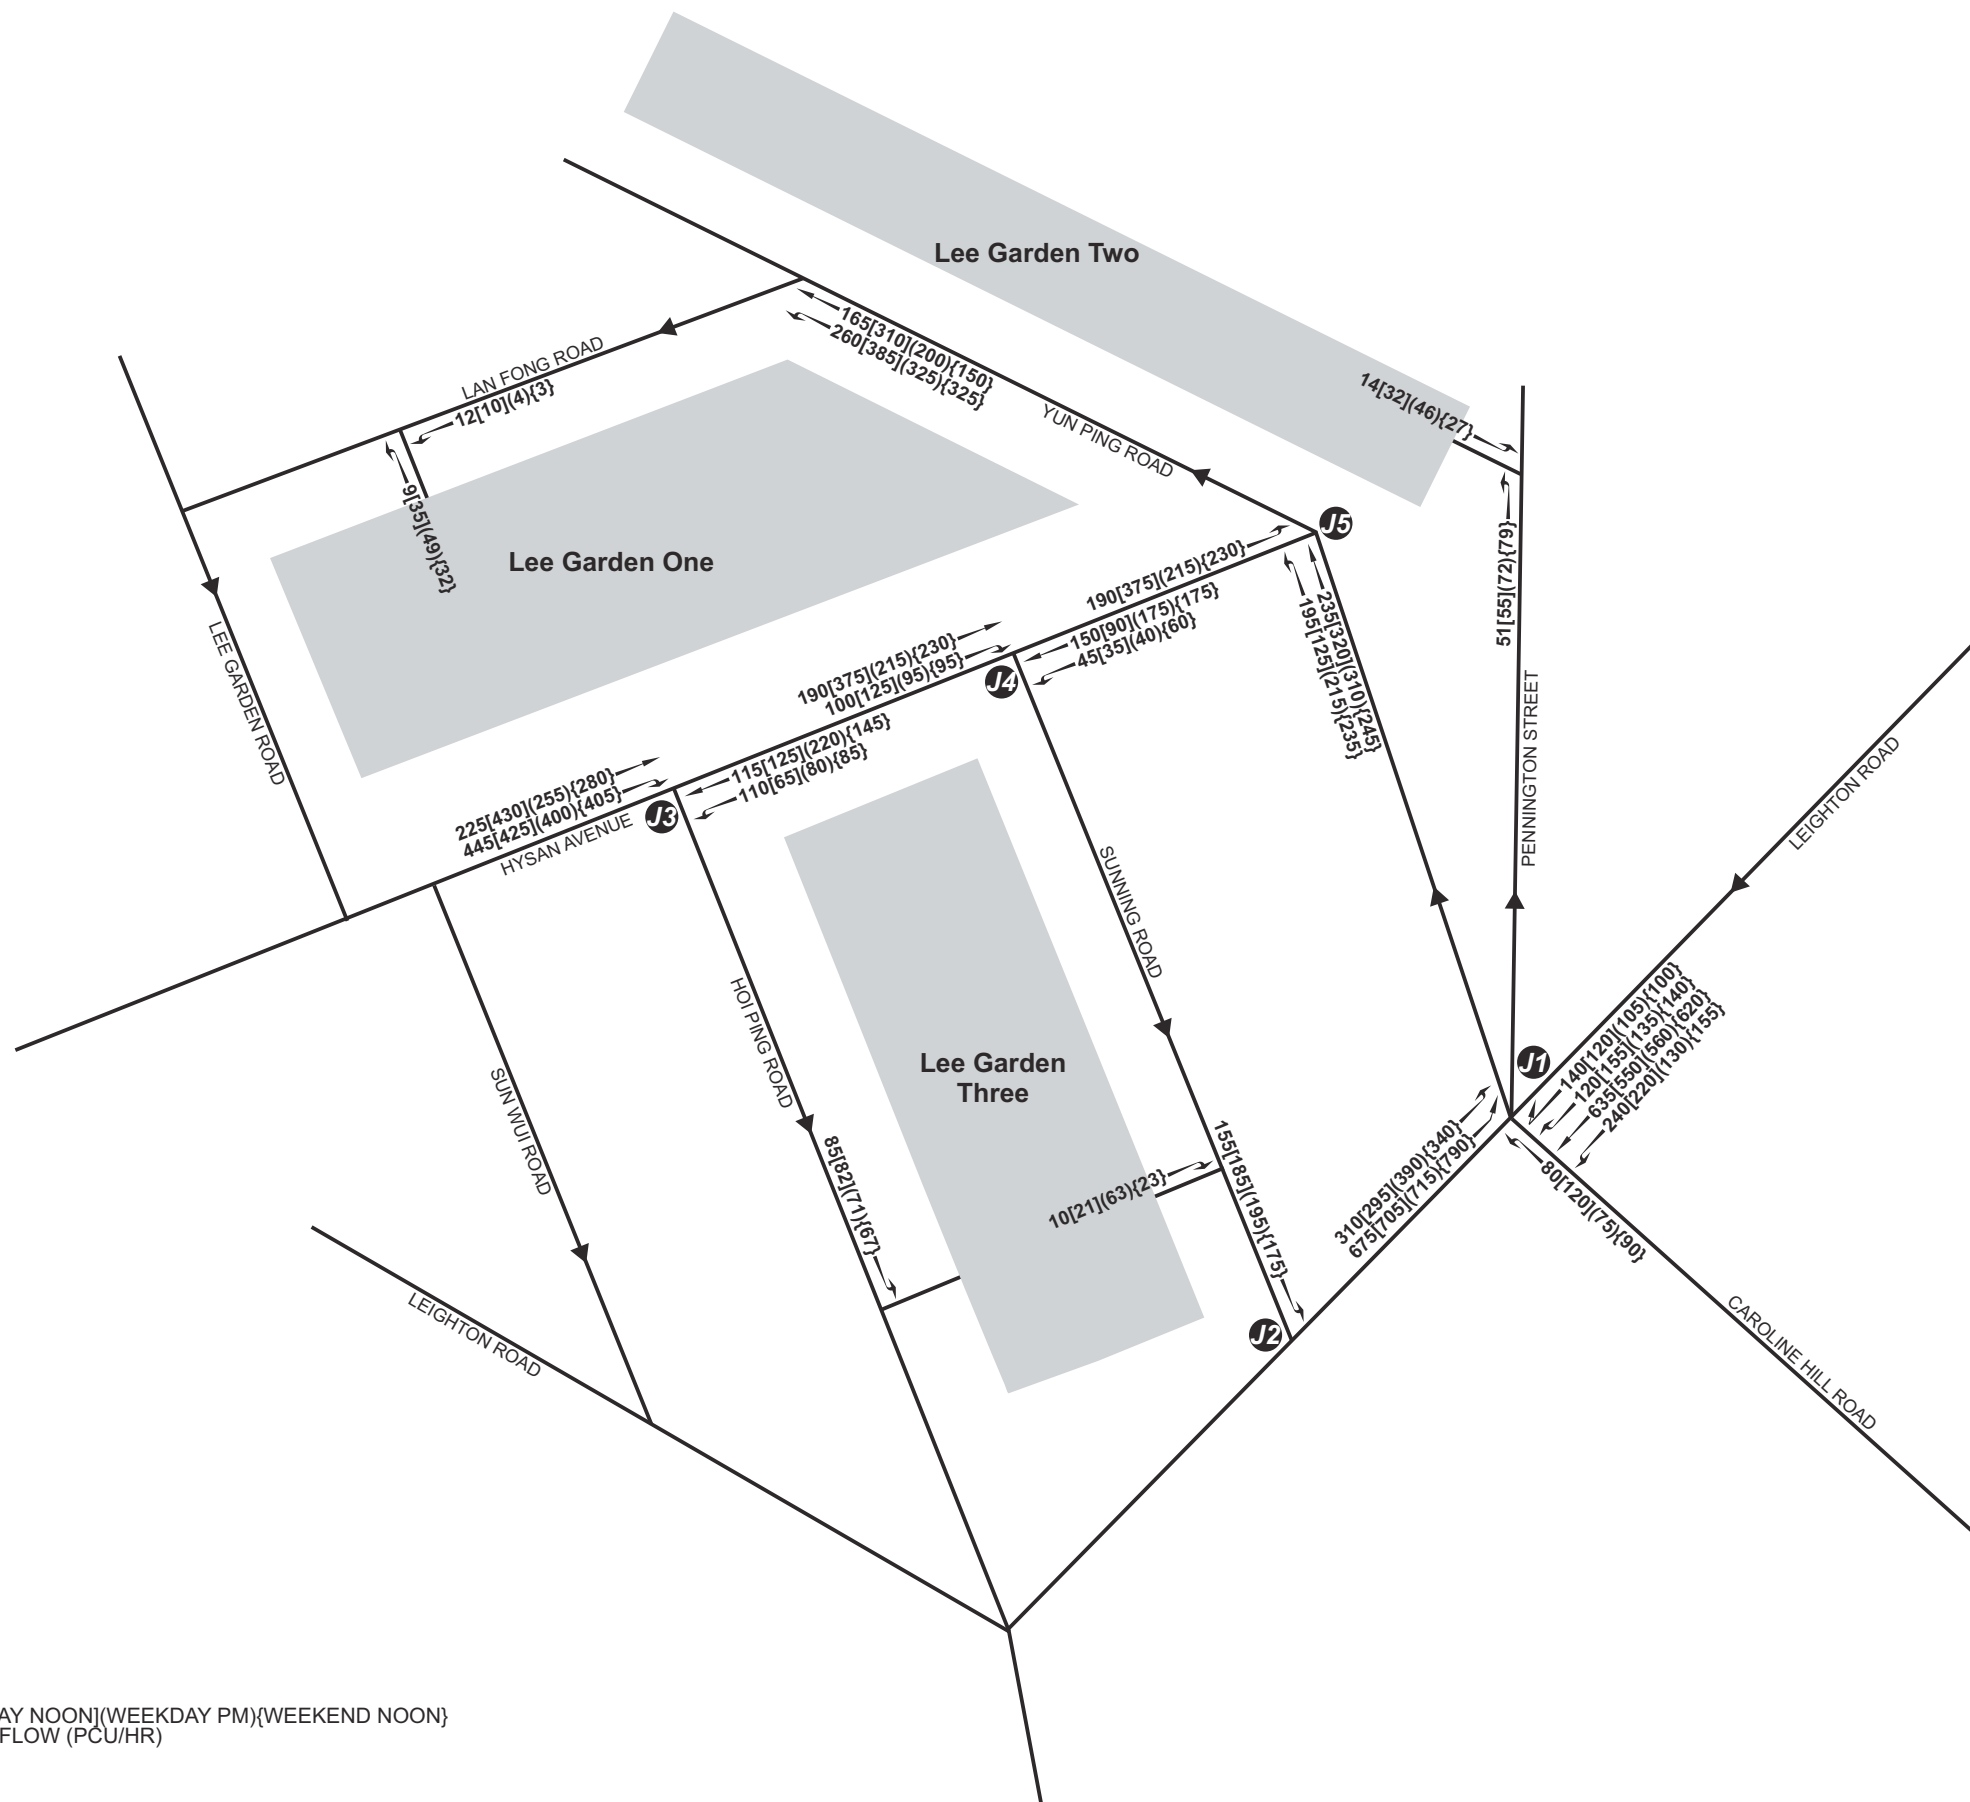 Lee Garden Two
165[310](200){150}
260[385](325){325}
LAN FONG ROAD
12[10](4){3}
YUN PING ROAD
14[32](46){27}
9[35](49){32}
Lee Garden One
J5
51[55](72){79}
190[375](215){230}
150[90](175){175}
45[35](40){60}
235[320](310){245}
195[125](215){235}
LEE GARDEN ROAD
190[375](215){230}
100[125](95){95}
J4
115[125](220){145}
110[65](80){85}
225[430](255){280}
445[425](400){405}
J3
HYSAN AVENUE
PENNINGTON STREET
LEIGHTON ROAD
SUNNING ROAD
HOI PING ROAD
SUN WUI ROAD
Lee Garden
Three
J1
140[120](105){100}
120[155](135){140}
635[550](560){620}
240[220](130){155}
310[295](390){340}
675[705](715){790}
80[120](75){90}
85[82](71){67}
10[21](63){23}
155[185](195){175}
J2
LEIGHTON ROAD
CAROLINE HILL ROAD
AY NOON](WEEKDAY PM){WEEKEND NOON}
FLOW (PCU/HR)